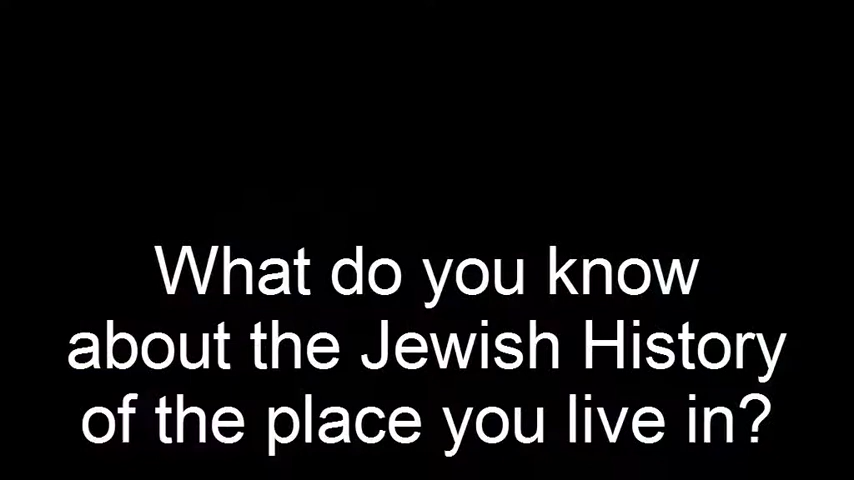 What do you know
about the Jewish History
of the place you live in?